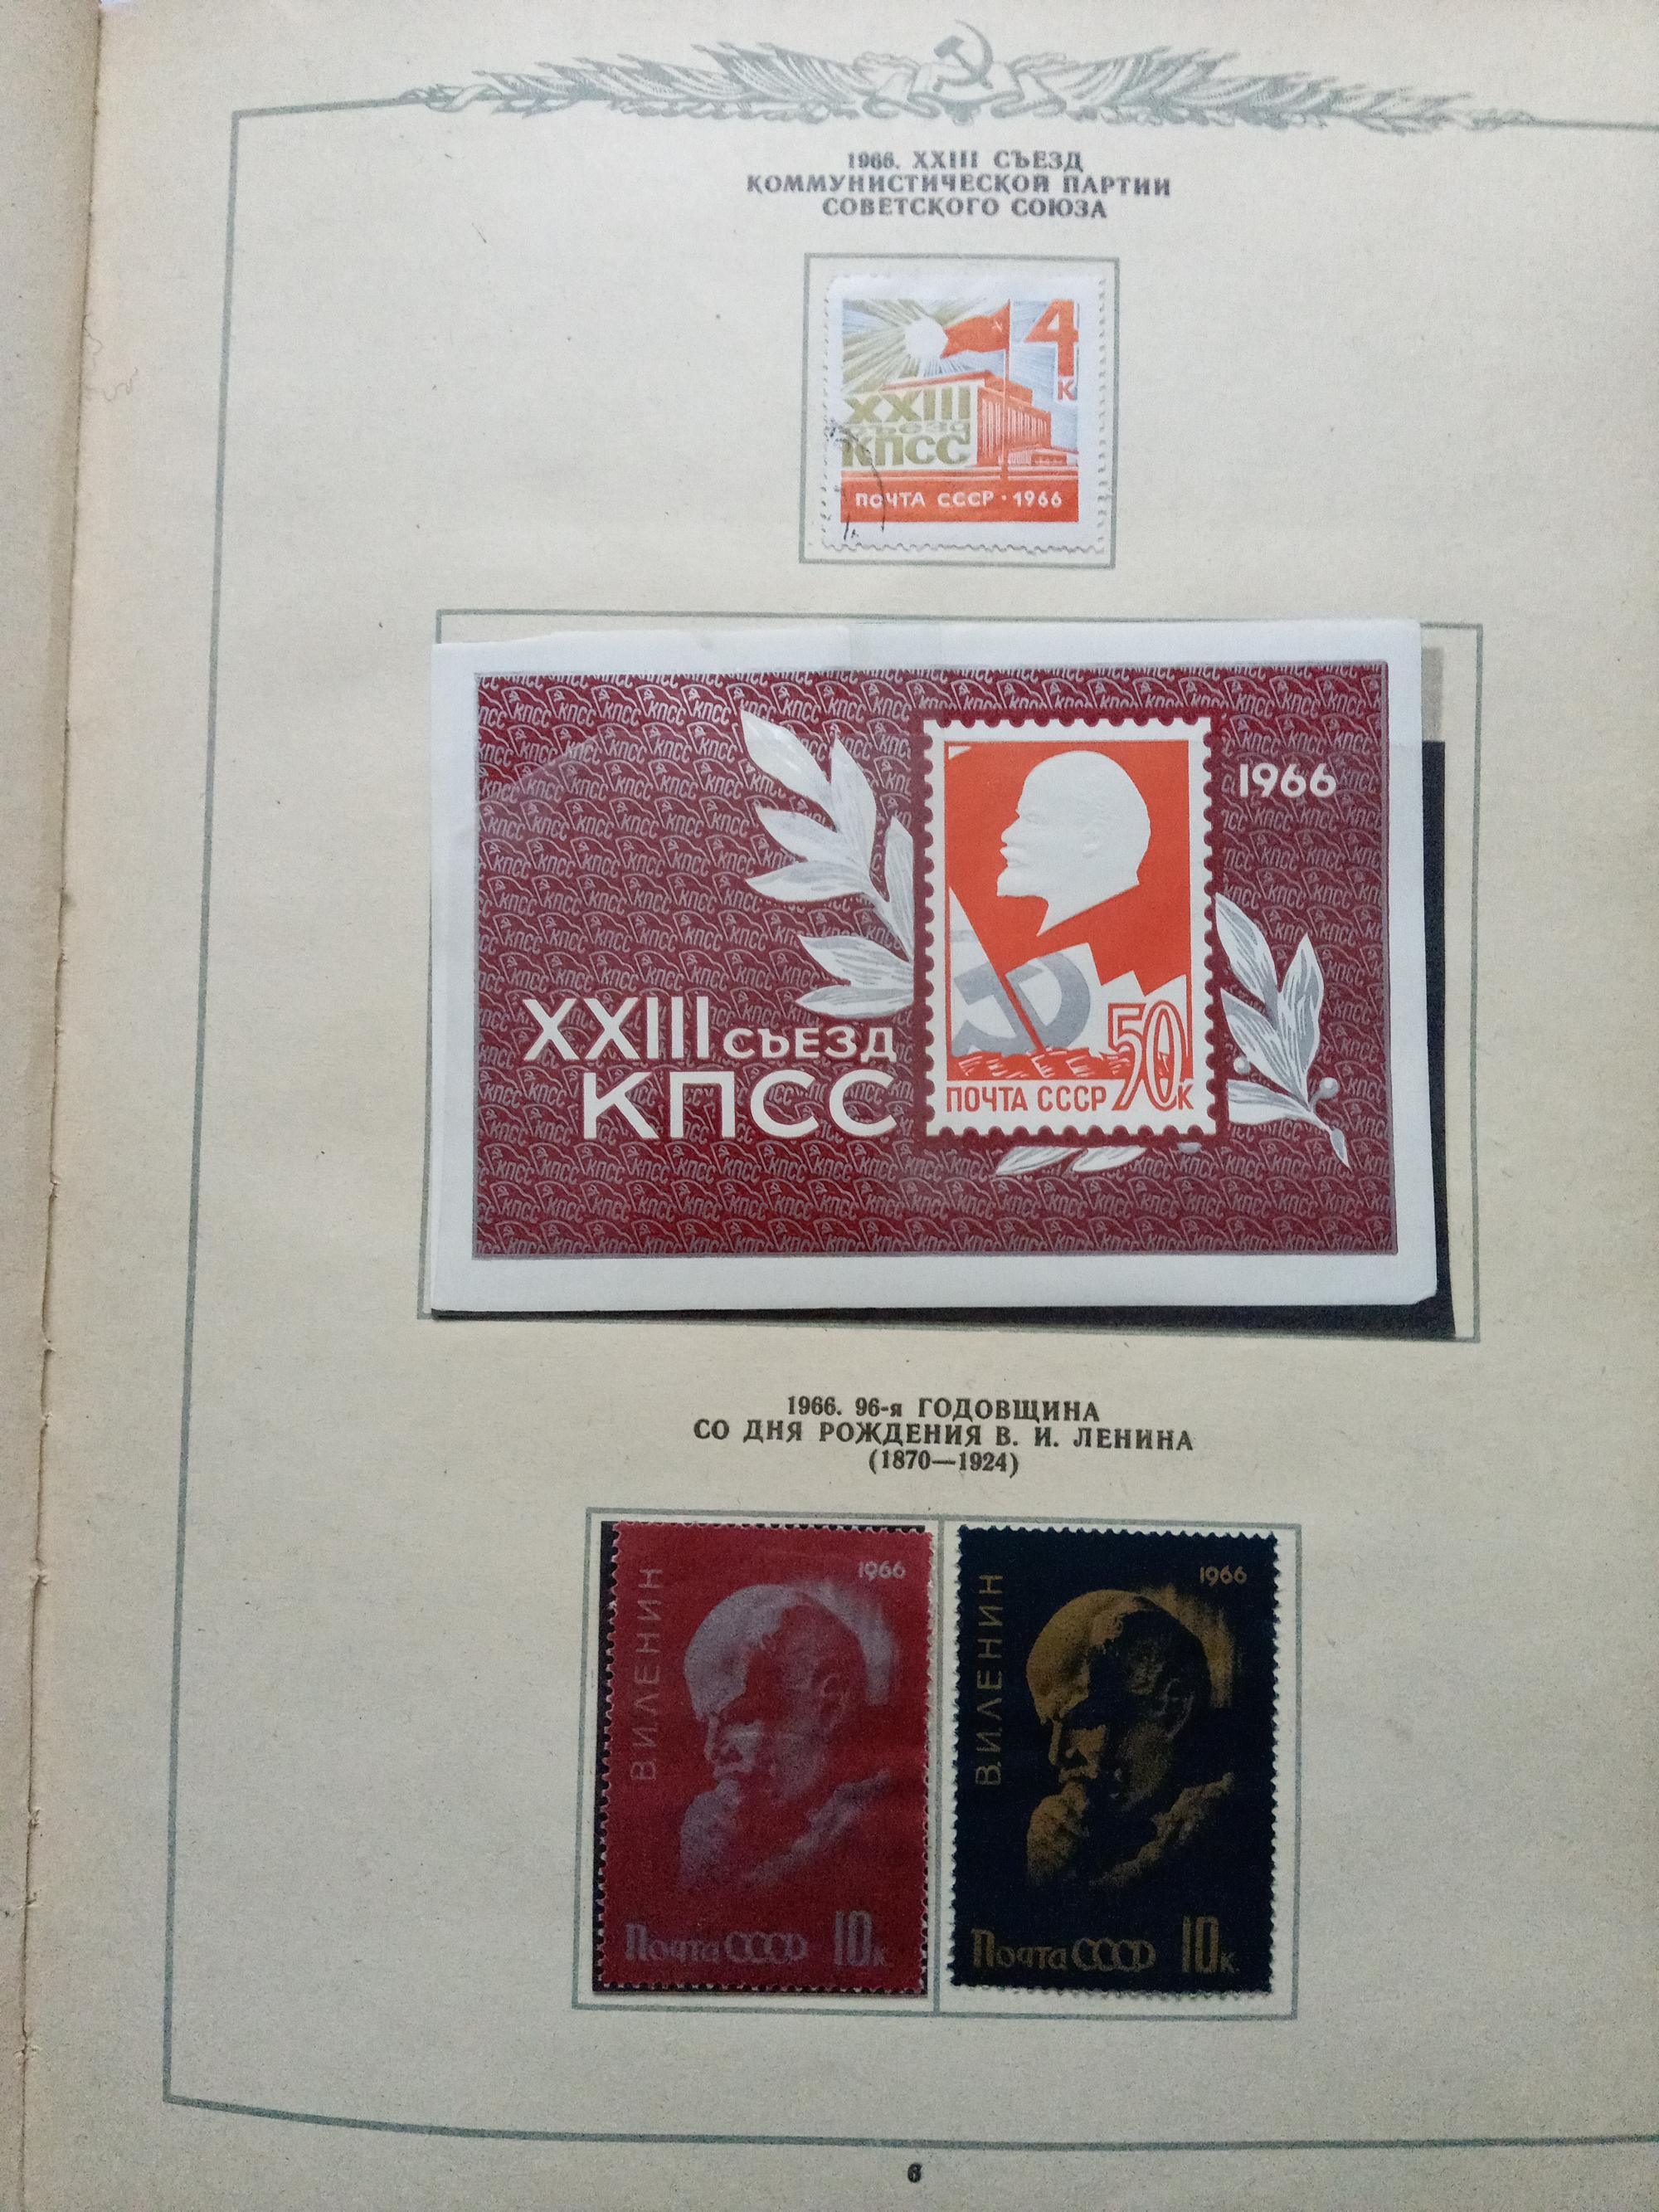 1966. XXIII СЪЕЗД
КОММУНИСТИЧЕСКОЙ ПАРТИИ
СОВЕТСКОГО СОЮЗА
4
К
XXIII
съезд
КПСС
ПОЧТА СССР · 1966
1966
XXIII СЪЕЗД
КПСС
ПОЧТА СССР 50 К
1966. 96-я ГОДОВЩИНА
СО ДНЯ РОЖДЕНИЯ В. И. ЛЕНИНА
(1870—1924)
1966
В.И.ЛЕНИН
Почта СССР 10 к.
1966
В.И.ЛЕНИН
Почта СССР 10 к.
6